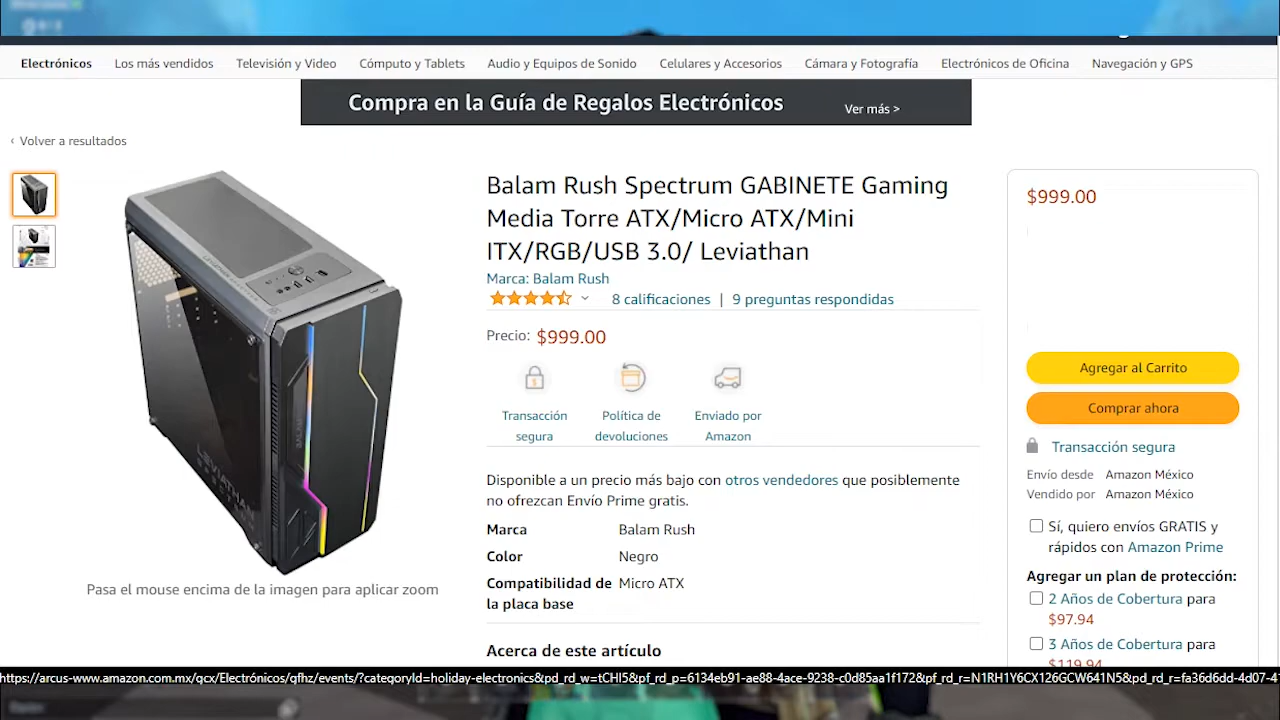 Electrónicos Los más vendidos Televisión y Video Cómputo y Tablets Audio y Equipos de Sonido Celulares y Accesorios Cámara y Fotografía Electrónicos de Oficina Navegación y GPS
Compra en la Guía de Regalos Electrónicos Ver más >
‹ Volver a resultados
Balam Rush Spectrum GABINETE Gaming
Media Torre ATX/Micro ATX/Mini
ITX/RGB/USB 3.0/ Leviathan
Marca: Balam Rush
8 calificaciones | 9 preguntas respondidas
Precio: $999.00
Transacción
segura
Política de
devoluciones
Enviado por
Amazon
Disponible a un precio más bajo con otros vendedores que posiblemente
no ofrezcan Envío Prime gratis.
Marca Balam Rush
Color Negro
Compatibilidad de Micro ATX
la placa base
Acerca de este artículo
LEVIATHAN
Pasa el mouse encima de la imagen para aplicar zoom
$999.00
Agregar al Carrito
Comprar ahora
Transacción segura
Envío desde Amazon México
Vendido por Amazon México
Sí, quiero envíos GRATIS y
rápidos con Amazon Prime
Agregar un plan de protección:
2 Años de Cobertura para
$97.94
3 Años de Cobertura para
$119.94
https://arcus-www.amazon.com.mx/gcx/Electrónicos/gfhz/events/?categoryId=holiday-electronics&pd_rd_w=tCHI5&pf_rd_p=6134eb91-ae88-4ace-9238-c0d85aa1f172&pf_rd_r=N1RH1Y6CX126GCW641N5&pd_rd_r=fa36d6dd-4d07-4